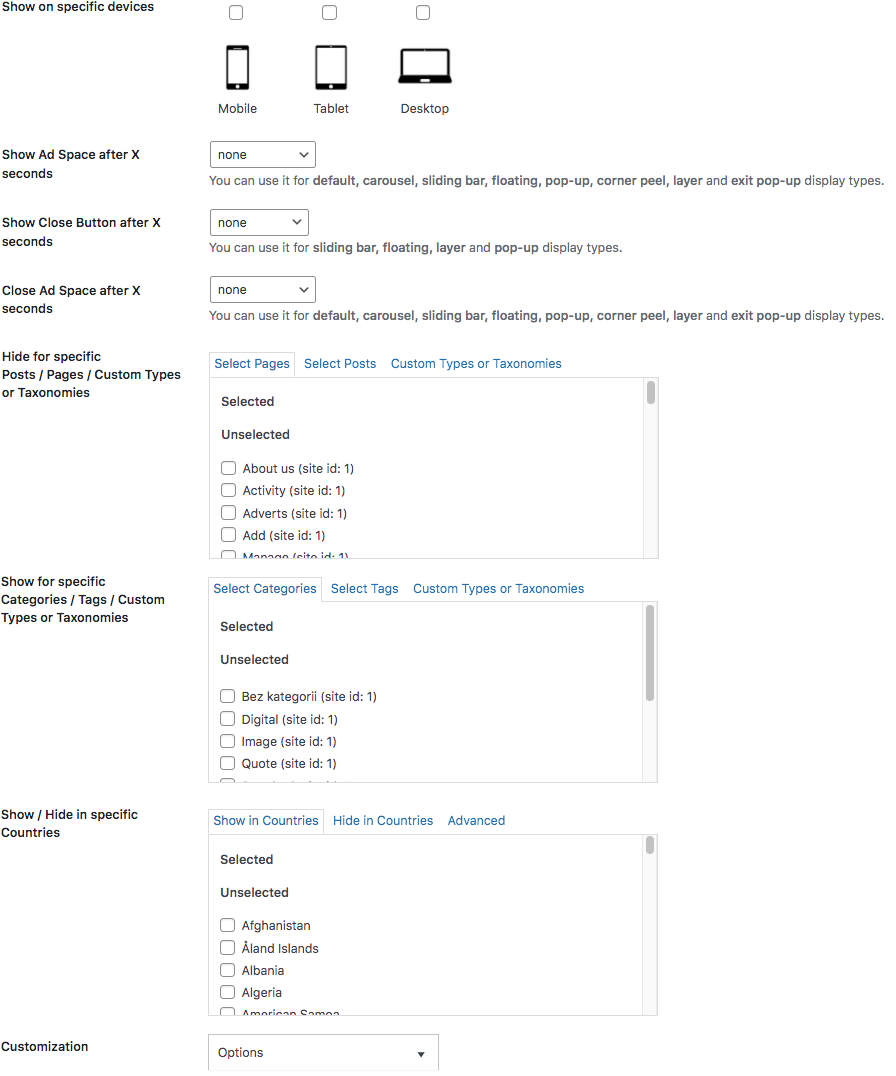 Show on specific devices
Mobile
Tablet
Desktop
Show Ad Space after X
seconds
none
You can use it for default, carousel, sliding bar, floating, pop-up, corner peel, layer and exit pop-up display types.
Show Close Button after X
seconds
none
You can use it for sliding bar, floating, layer and pop-up display types.
Close Ad Space after X
seconds
none
You can use it for default, carousel, sliding bar, floating, pop-up, corner peel, layer and exit pop-up display types.
Hide for specific
Posts / Pages / Custom Types
or Taxonomies
Select Pages Select Posts Custom Types or Taxonomies
Selected
Unselected
About us (site id: 1)
Activity (site id: 1)
Adverts (site id: 1)
Add (site id: 1)
Manage (site id: 1)
Show for specific
Categories / Tags / Custom
Types or Taxonomies
Select Categories Select Tags Custom Types or Taxonomies
Selected
Unselected
Bez kategorii (site id: 1)
Digital (site id: 1)
Image (site id: 1)
Quote (site id: 1)
Show / Hide in specific
Countries
Show in Countries Hide in Countries Advanced
Selected
Unselected
Afghanistan
Åland Islands
Albania
Algeria
American Samoa
Customization
Options